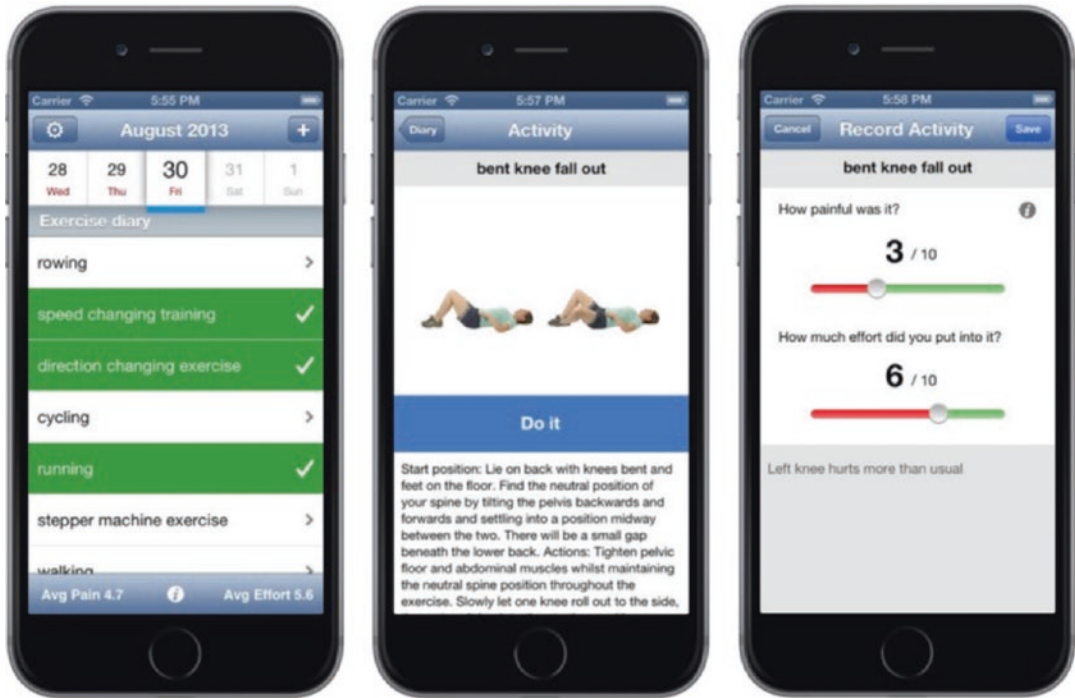 Carrier 5:55 PM
August 2013 +
28 29 30 31 1
Wed Thu Fri Sat Sun
Exercise diary
rowing
speed changing training
direction changing exercise
cycling
running
stepper machine exercise
walking
Avg Pain 4.7 Avg Effort 5.6
Carrier 5:57 PM
Diary Activity
bent knee fall out
Do it
Start position: Lie on back with knees bent and
feet on the floor. Find the neutral position of
your spine by tilting the pelvis backwards and
forwards and settling into a position midway
between the two. There will be a small gap
beneath the lower back. Actions: Tighten pelvic
floor and abdominal muscles whilst maintaining
the neutral spine position throughout the
exercise. Slowly let one knee roll out to the side,
Carrier 5:58 PM
Cancel Record Activity Save
bent knee fall out
How painful was it?
3 / 10
How much effort did you put into it?
6 / 10
Left knee hurts more than usual